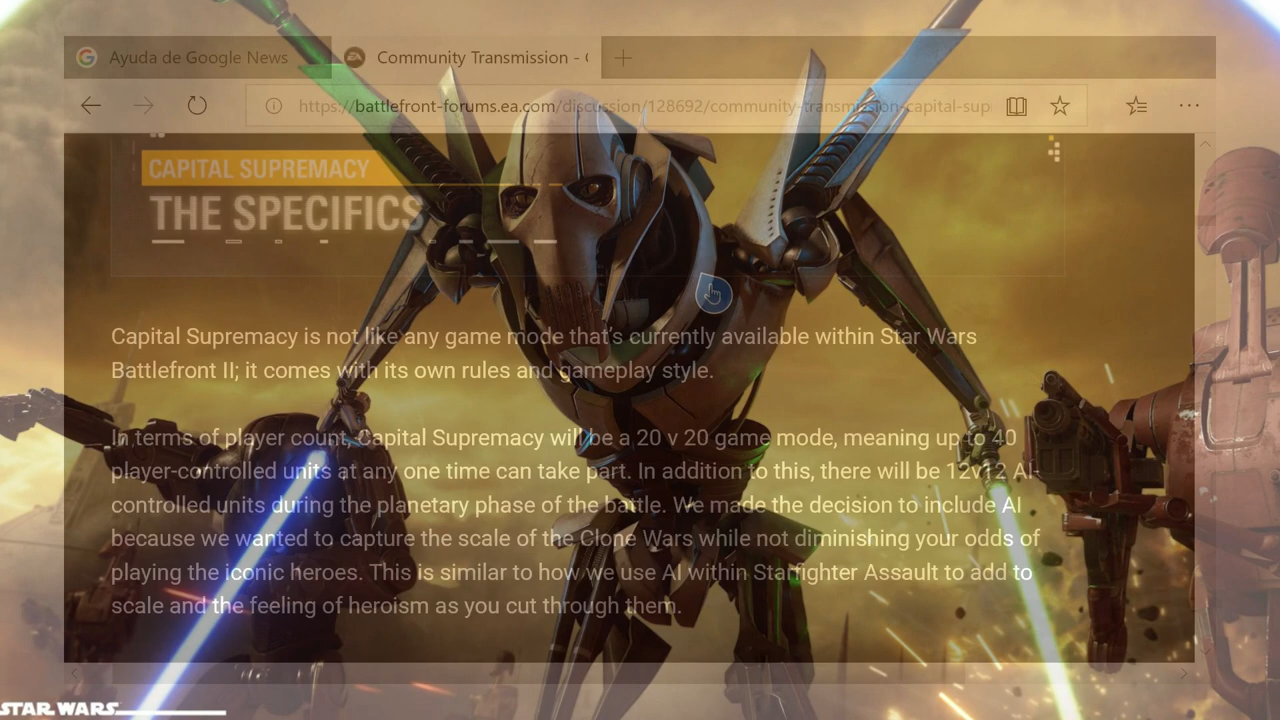 Ayuda de Google News
Community Transmission - (
https://battlefront-forums.ea.com/discussion/128692/community-transmission-capital-sup
CAPITAL SUPREMACY
THE SPECIFICS
Capital Supremacy is not like any game mode that's currently available within Star Wars
Battlefront II; it comes with its own rules and gameplay style.
In terms of player count, Capital Supremacy will be a 20 v 20 game mode, meaning up to 40
player-controlled units at any one time can take part. In addition to this, there will be 12v12 AI-
controlled units during the planetary phase of the battle. We made the decision to include AI
because we wanted to capture the scale of the Clone Wars while not diminishing your odds of
playing the iconic heroes. This is similar to how we use AI within Starfighter Assault to add to
scale and the feeling of heroism as you cut through them.
STAR WARS